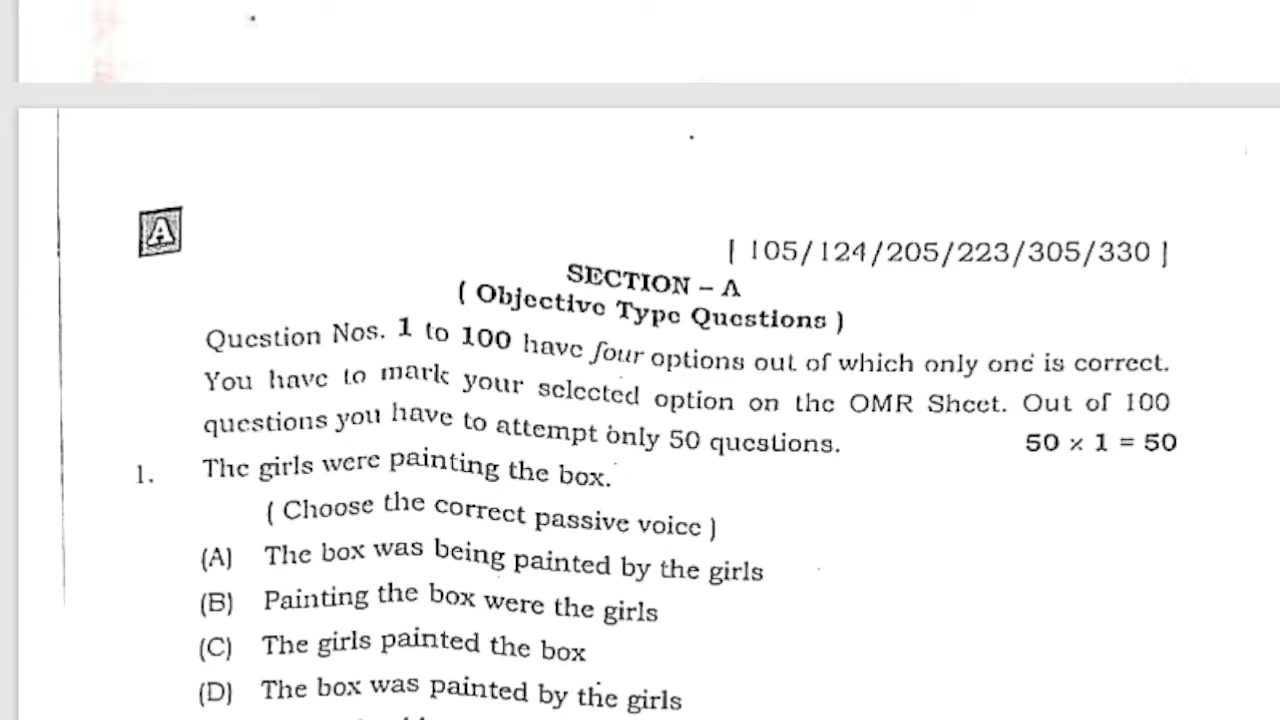 A
[ 105/124/205/223/305/330 ]
SECTION – A
( Objective Type Questions )
Question Nos. 1 to 100 have four options out of which only one is correct.
You have to mark your selected option on the OMR Sheet. Out of 100
questions you have to attempt only 50 questions. 50 × 1 = 50
1. The girls were painting the box.
( Choose the correct passive voice )
(A) The box was being painted by the girls
(B) Painting the box were the girls
(C) The girls painted the box
(D) The box was painted by the girls